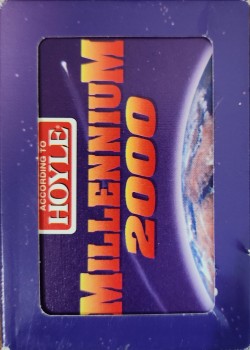 ACCORDING TO
HOYLE
MILLENNIUM
2000